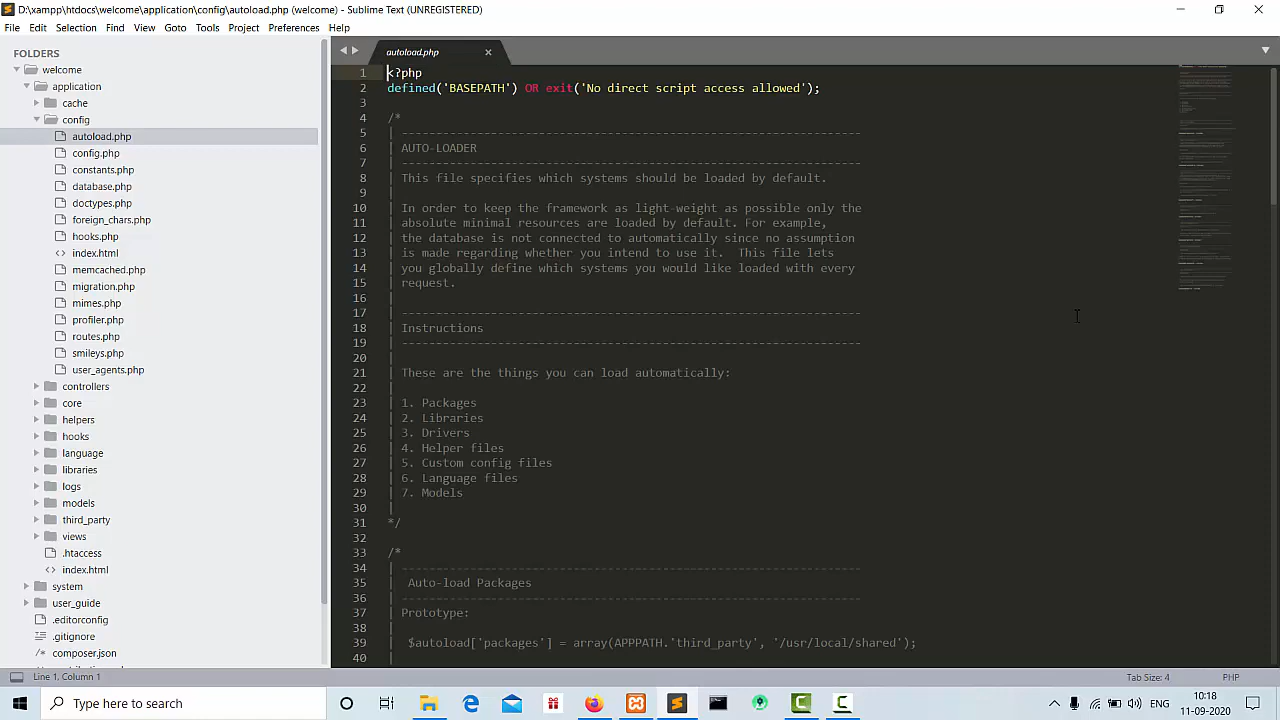 D:\xampp\htdocs\welcome\application\config\autoload.php (welcome) - Sublime Text (UNREGISTERED)
File Edit Selection Find View Goto Tools Project Preferences Help
FOLDERS
welcome
application
cache
config
autoload.php
config.php
constants.php
database.php
doctypes.php
foreign_chars.php
hooks.php
index.html
memcached.php
migration.php
mimes.php
profiler.php
routes.php
smileys.php
user_agents.php
controllers
core
helpers
hooks
language
libraries
logs
models
third_party
views
.htaccess
index.html
system
user_guide
.editorconfig
.gitignore
composer.json
autoload.php
1 <?php
2 defined('BASEPATH') OR exit('No direct script access allowed');
3
4 /*
5 | -------------------------------------------------------------------
6 | AUTO-LOADER
7 | -------------------------------------------------------------------
8 | This file specifies which systems should be loaded by default.
9 |
10 | In order to keep the framework as light-weight as possible only the
11 | absolute minimal resources are loaded by default. For example,
12 | the database is not connected to automatically since no assumption
13 | is made regarding whether you intend to use it.  This file lets
14 | you globally define which systems you would like loaded with every
15 | request.
16 |
17 | -------------------------------------------------------------------
18 | Instructions
19 | -------------------------------------------------------------------
20 |
21 | These are the things you can load automatically:
22 |
23 | 1. Packages
24 | 2. Libraries
25 | 3. Drivers
26 | 4. Helper files
27 | 5. Custom config files
28 | 6. Language files
29 | 7. Models
30 |
31 */
32
33 /*
34 | -------------------------------------------------------------------
35 |  Auto-load Packages
36 | -------------------------------------------------------------------
37 | Prototype:
38 |
39 |  $autoload['packages'] = array(APPPATH.'third_party', '/usr/local/shared');
40 |
Line 1, Column 1
Tab Size: 4
PHP
Type here to search
ENG
10:18
11-09-2020